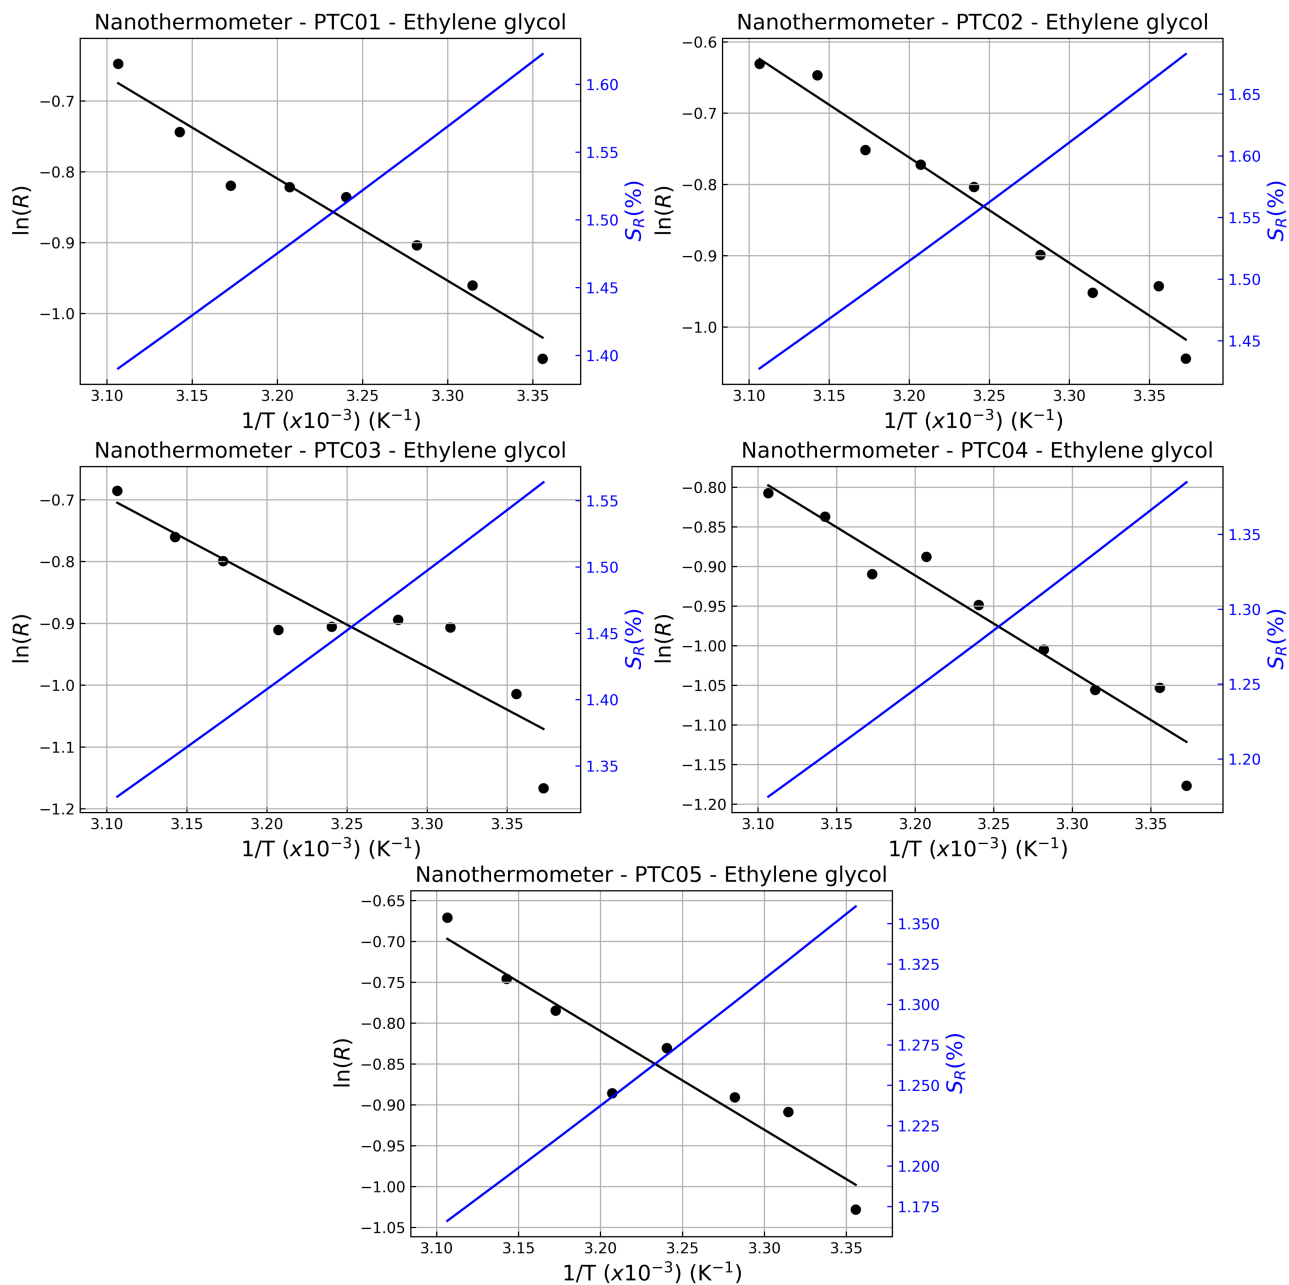 Nanothermometer - PTC01 - Ethylene glycol
−0.7
−0.8
−0.9
−1.0
ln(R)
1.60
1.55
1.50
1.45
1.40
S_R(%)
3.10 3.15 3.20 3.25 3.30 3.35
1/T (x10⁻³) (K⁻¹)
Nanothermometer - PTC02 - Ethylene glycol
−0.6
−0.7
−0.8
−0.9
−1.0
ln(R)
1.65
1.60
1.55
1.50
1.45
S_R(%)
3.10 3.15 3.20 3.25 3.30 3.35
1/T (x10⁻³) (K⁻¹)
Nanothermometer - PTC03 - Ethylene glycol
−0.7
−0.8
−0.9
−1.0
−1.1
−1.2
ln(R)
1.55
1.50
1.45
1.40
1.35
S_R(%)
3.10 3.15 3.20 3.25 3.30 3.35
1/T (x10⁻³) (K⁻¹)
Nanothermometer - PTC04 - Ethylene glycol
−0.80
−0.85
−0.90
−0.95
−1.00
−1.05
−1.10
−1.15
−1.20
ln(R)
1.35
1.30
1.25
1.20
S_R(%)
3.10 3.15 3.20 3.25 3.30 3.35
1/T (x10⁻³) (K⁻¹)
Nanothermometer - PTC05 - Ethylene glycol
−0.65
−0.70
−0.75
−0.80
−0.85
−0.90
−0.95
−1.00
−1.05
ln(R)
1.350
1.325
1.300
1.275
1.250
1.225
1.200
1.175
S_R(%)
3.10 3.15 3.20 3.25 3.30 3.35
1/T (x10⁻³) (K⁻¹)